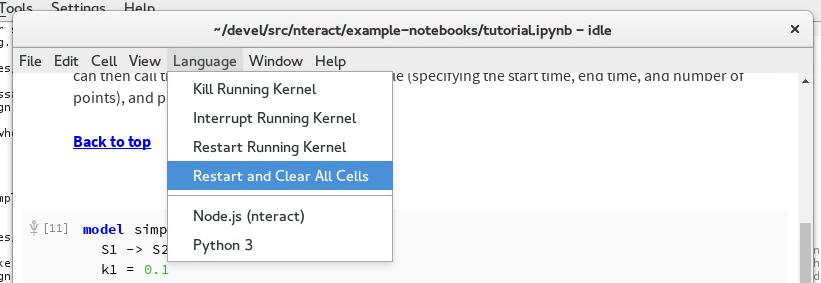 Tools Settings Help
~/devel/src/nteract/example-notebooks/tutorial.ipynb – idle
File Edit Cell View Language Window Help
can then call th le (specifying the start time, end time, and number of
points), and p
Kill Running Kernel
Interrupt Running Kernel
Back to top
Restart Running Kernel
Restart and Clear All Cells
Node.js (nteract)
Python 3
[11] model simp
S1 -> S2
k1 = 0.1